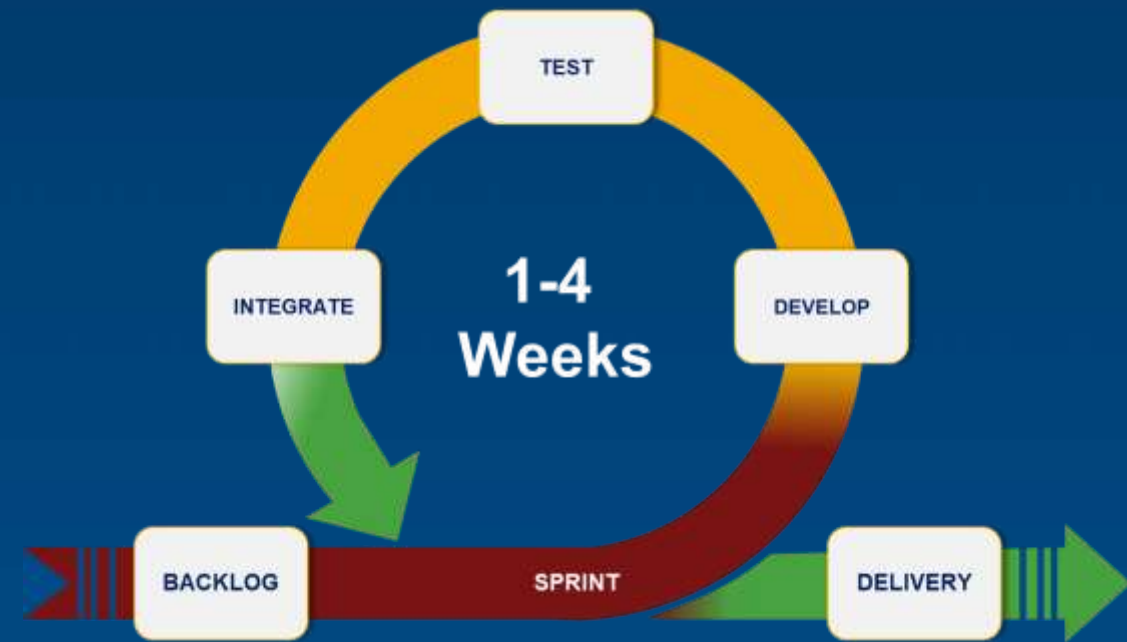 TEST
INTEGRATE
1-4
Weeks
DEVELOP
BACKLOG
SPRINT
DELIVERY